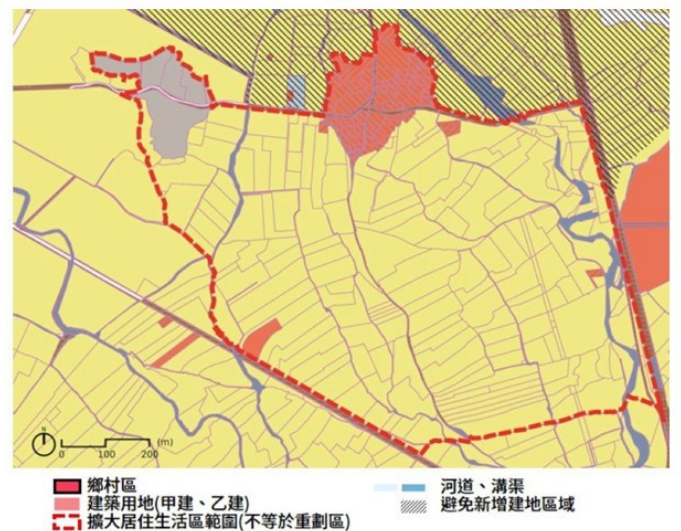 N
0 100 200 (m)
鄉村區
建築用地(甲建、乙建)
擴大居住生活區範圍(不等於重劃區)
河道、溝渠
避免新增建地區域